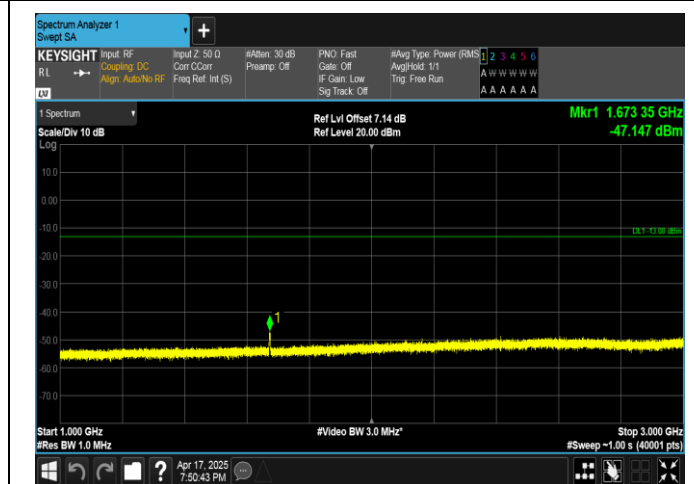 Spectrum Analyzer 1
Swept SA
+
KEYSIGHT
RL
LXI
Input: RF
Coupling: DC
Align: Auto/No RF
Input Z: 50 Ω
Corr CCorr
Freq Ref: Int (S)
#Atten: 30 dB
Preamp: Off
PNO: Fast
Gate: Off
IF Gain: Low
Sig Track: Off
#Avg Type: Power (RMS
Avg|Hold: 1/1
Trig: Free Run
1 2 3 4 5 6
A W W W W W
A A A A A A
1 Spectrum
Scale/Div 10 dB
Log
Ref Lvl Offset 7.14 dB
Ref Level 20.00 dBm
Mkr1 1.673 35 GHz
-47.147 dBm
10.0
0.00
-10.0
DL1 -13.00 dBm
-20.0
-30.0
-40.0
1
-50.0
-60.0
-70.0
Start 1.000 GHz
#Res BW 1.0 MHz
#Video BW 3.0 MHz*
Stop 3.000 GHz
#Sweep ~1.00 s (40001 pts)
?
Apr 17, 2025
7:50:43 PM